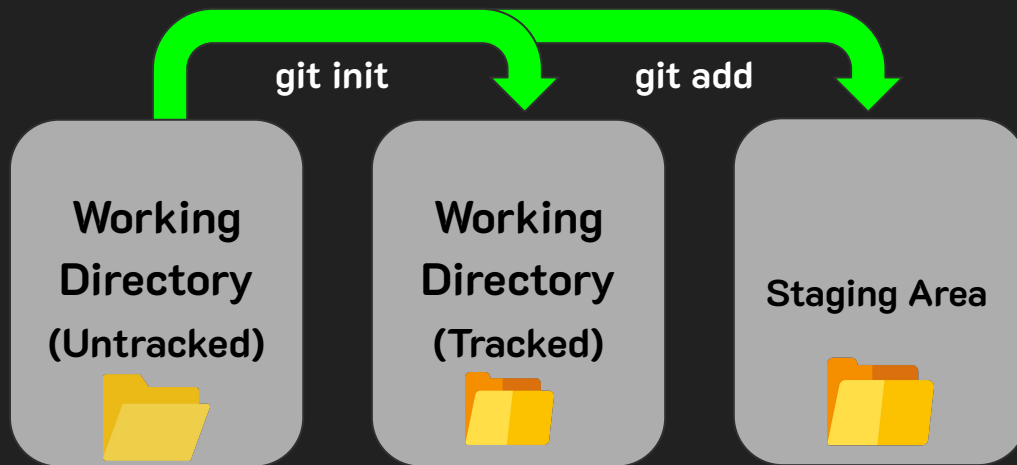 git init
git add
Working
Directory
(Untracked)
Working
Directory
(Tracked)
Staging Area